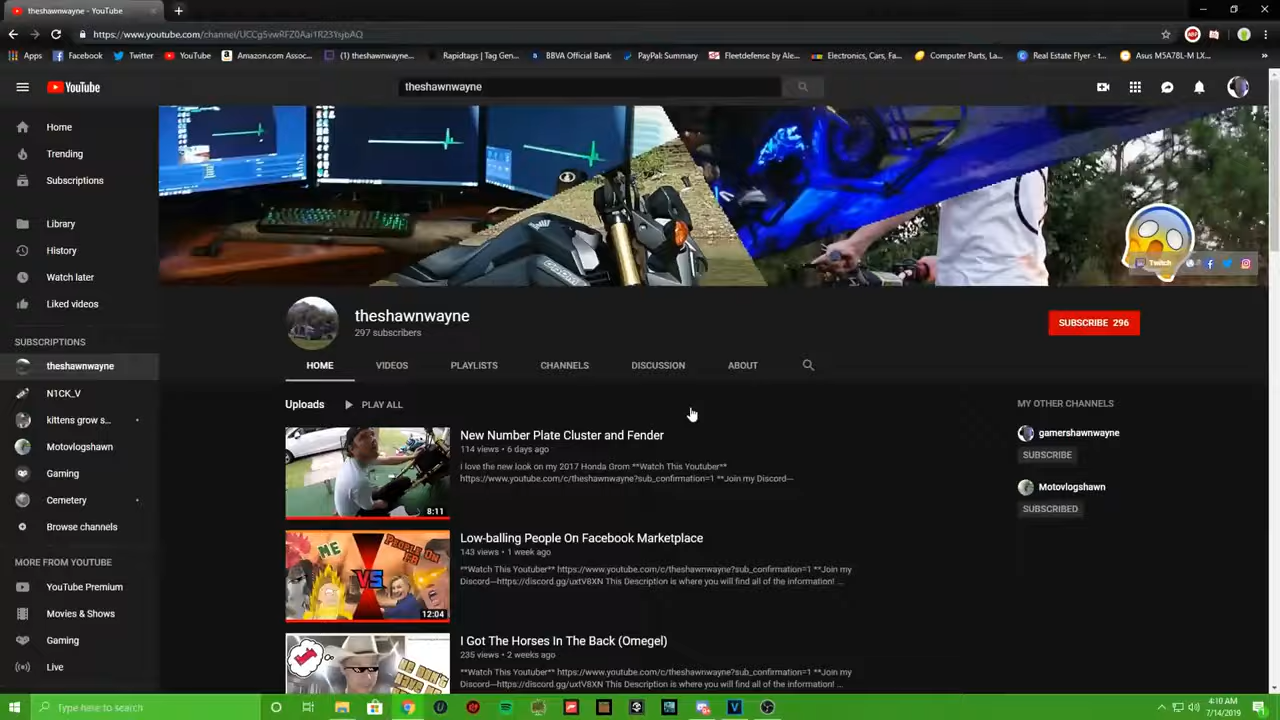 theshawnwayne - YouTube
https://www.youtube.com/channel/UCCg5vwRFZ0Aai1R23YsjbAQ
Apps Facebook Twitter YouTube Amazon.com Assoc... (1) theshawnwayne... Rapidtags | Tag Gen... BBVA Official Bank PayPal: Summary Fleetdefense by Ale... Electronics, Cars, Fa... Computer Parts, La... Real Estate Flyer - t... Asus M5A78L-M LX...
YouTube
theshawnwayne
Home
Trending
Subscriptions
Library
History
Watch later
Liked videos
SUBSCRIPTIONS
theshawnwayne
N1CK_V
kittens grow s...
Motovlogshawn
Gaming
Cemetery
Browse channels
MORE FROM YOUTUBE
YouTube Premium
Movies & Shows
Gaming
Live
Twitch
theshawnwayne
297 subscribers
SUBSCRIBE 296
HOME VIDEOS PLAYLISTS CHANNELS DISCUSSION ABOUT
Uploads PLAY ALL
New Number Plate Cluster and Fender
114 views • 6 days ago
i love the new look on my 2017 Honda Grom **Watch This Youtuber**
https://www.youtube.com/c/theshawnwayne?sub_confirmation=1 **Join my Discord---
8:11
Low-balling People On Facebook Marketplace
143 views • 1 week ago
**Watch This Youtuber** https://www.youtube.com/c/theshawnwayne?sub_confirmation=1 **Join my
Discord---https://discord.gg/uxtV8XN This Description is where you will find all of the information! ...
ME
VS
PEOPLE ON FB
12:04
I Got The Horses In The Back (Omegel)
235 views • 2 weeks ago
**Watch This Youtuber** https://www.youtube.com/c/theshawnwayne?sub_confirmation=1 **Join my
Discord---https://discord.gg/uxtV8XN This Description is where you will find all of the information! ...
MY OTHER CHANNELS
gamershawnwayne
SUBSCRIBE
Motovlogshawn
SUBSCRIBED
Type here to search
4:10 AM
7/14/2019